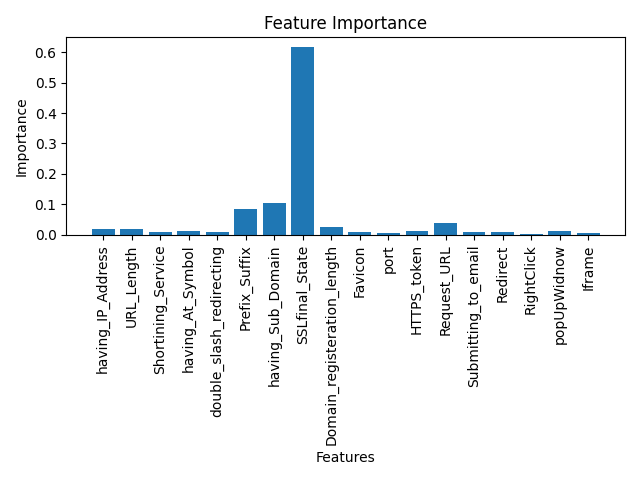 Feature Importance
Importance
0.6
0.5
0.4
0.3
0.2
0.1
0.0
having_IP_Address
URL_Length
Shortining_Service
having_At_Symbol
double_slash_redirecting
Prefix_Suffix
having_Sub_Domain
SSLfinal_State
Domain_registeration_length
Favicon
port
HTTPS_token
Request_URL
Submitting_to_email
Redirect
RightClick
popUpWidnow
Iframe
Features